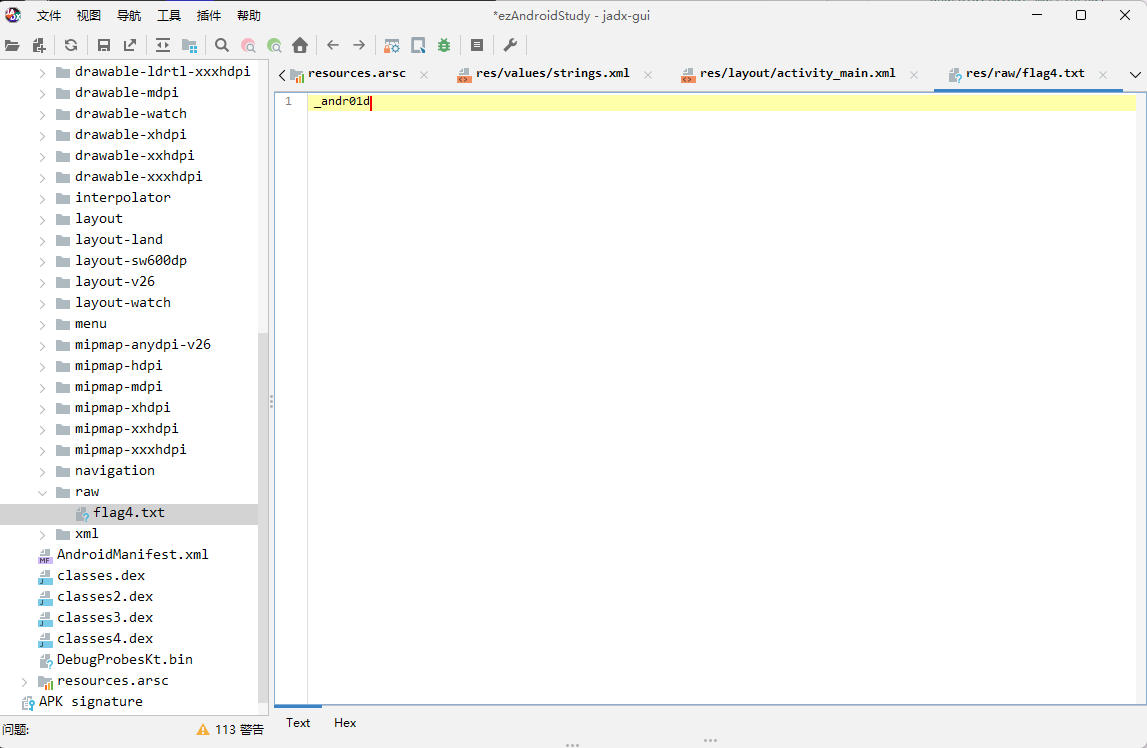 文件 视图 导航 工具 插件 帮助
*ezAndroidStudy - jadx-gui
resources.arsc
res/values/strings.xml
res/layout/activity_main.xml
res/raw/flag4.txt
drawable-ldrtl-xxxhdpi
drawable-mdpi
drawable-watch
drawable-xhdpi
drawable-xxhdpi
drawable-xxxhdpi
interpolator
layout
layout-land
layout-sw600dp
layout-v26
layout-watch
menu
mipmap-anydpi-v26
mipmap-hdpi
mipmap-mdpi
mipmap-xhdpi
mipmap-xxhdpi
mipmap-xxxhdpi
navigation
raw
flag4.txt
xml
AndroidManifest.xml
classes.dex
classes2.dex
classes3.dex
classes4.dex
DebugProbesKt.bin
resources.arsc
APK signature
1 _andr01d
问题: 113 警告
Text Hex